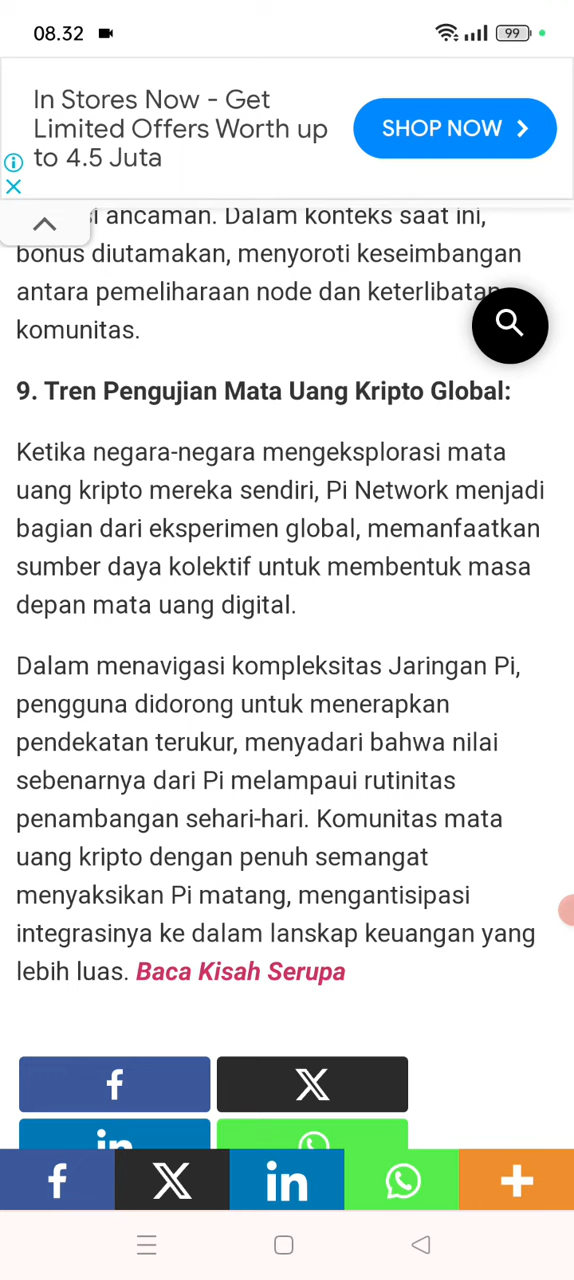 08.32
99
In Stores Now - Get
Limited Offers Worth up
to 4.5 Juta
SHOP NOW
ancaman. Dalam konteks saat ini,
bonus diutamakan, menyoroti keseimbangan
antara pemeliharaan node dan keterlibatan
komunitas.
9. Tren Pengujian Mata Uang Kripto Global:
Ketika negara-negara mengeksplorasi mata
uang kripto mereka sendiri, Pi Network menjadi
bagian dari eksperimen global, memanfaatkan
sumber daya kolektif untuk membentuk masa
depan mata uang digital.
Dalam menavigasi kompleksitas Jaringan Pi,
pengguna didorong untuk menerapkan
pendekatan terukur, menyadari bahwa nilai
sebenarnya dari Pi melampaui rutinitas
penambangan sehari-hari. Komunitas mata
uang kripto dengan penuh semangat
menyaksikan Pi matang, mengantisipasi
integrasinya ke dalam lanskap keuangan yang
lebih luas. Baca Kisah Serupa